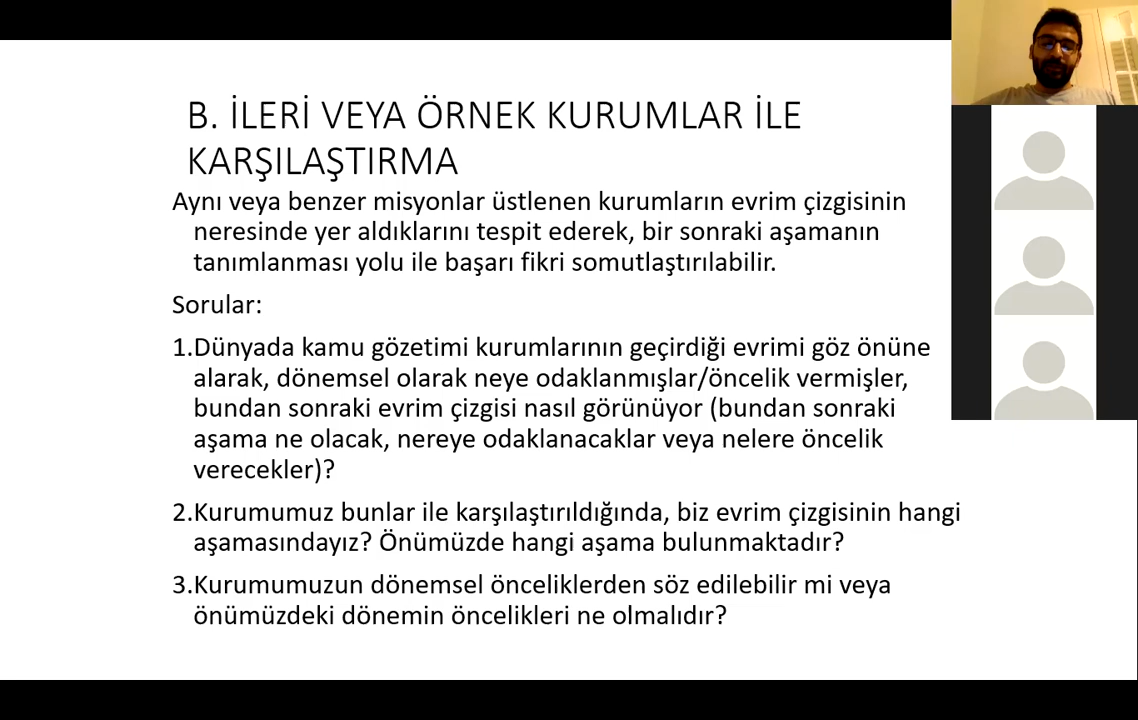 B. İLERİ VEYA ÖRNEK KURUMLAR İLE
KARŞILAŞTIRMA
Aynı veya benzer misyonlar üstlenen kurumların evrim çizgisinin
neresinde yer aldıklarını tespit ederek, bir sonraki aşamanın
tanımlanması yolu ile başarı fikri somutlaştırılabilir.
Sorular:
1.Dünyada kamu gözetimi kurumlarının geçirdiği evrimi göz önüne
alarak, dönemsel olarak neye odaklanmışlar/öncelik vermişler,
bundan sonraki evrim çizgisi nasıl görünüyor (bundan sonraki
aşama ne olacak, nereye odaklanacaklar veya nelere öncelik
verecekler)?
2.Kurumumuz bunlar ile karşılaştırıldığında, biz evrim çizgisinin hangi
aşamasındayız? Önümüzde hangi aşama bulunmaktadır?
3.Kurumumuzun dönemsel önceliklerden söz edilebilir mi veya
önümüzdeki dönemin öncelikleri ne olmalıdır?